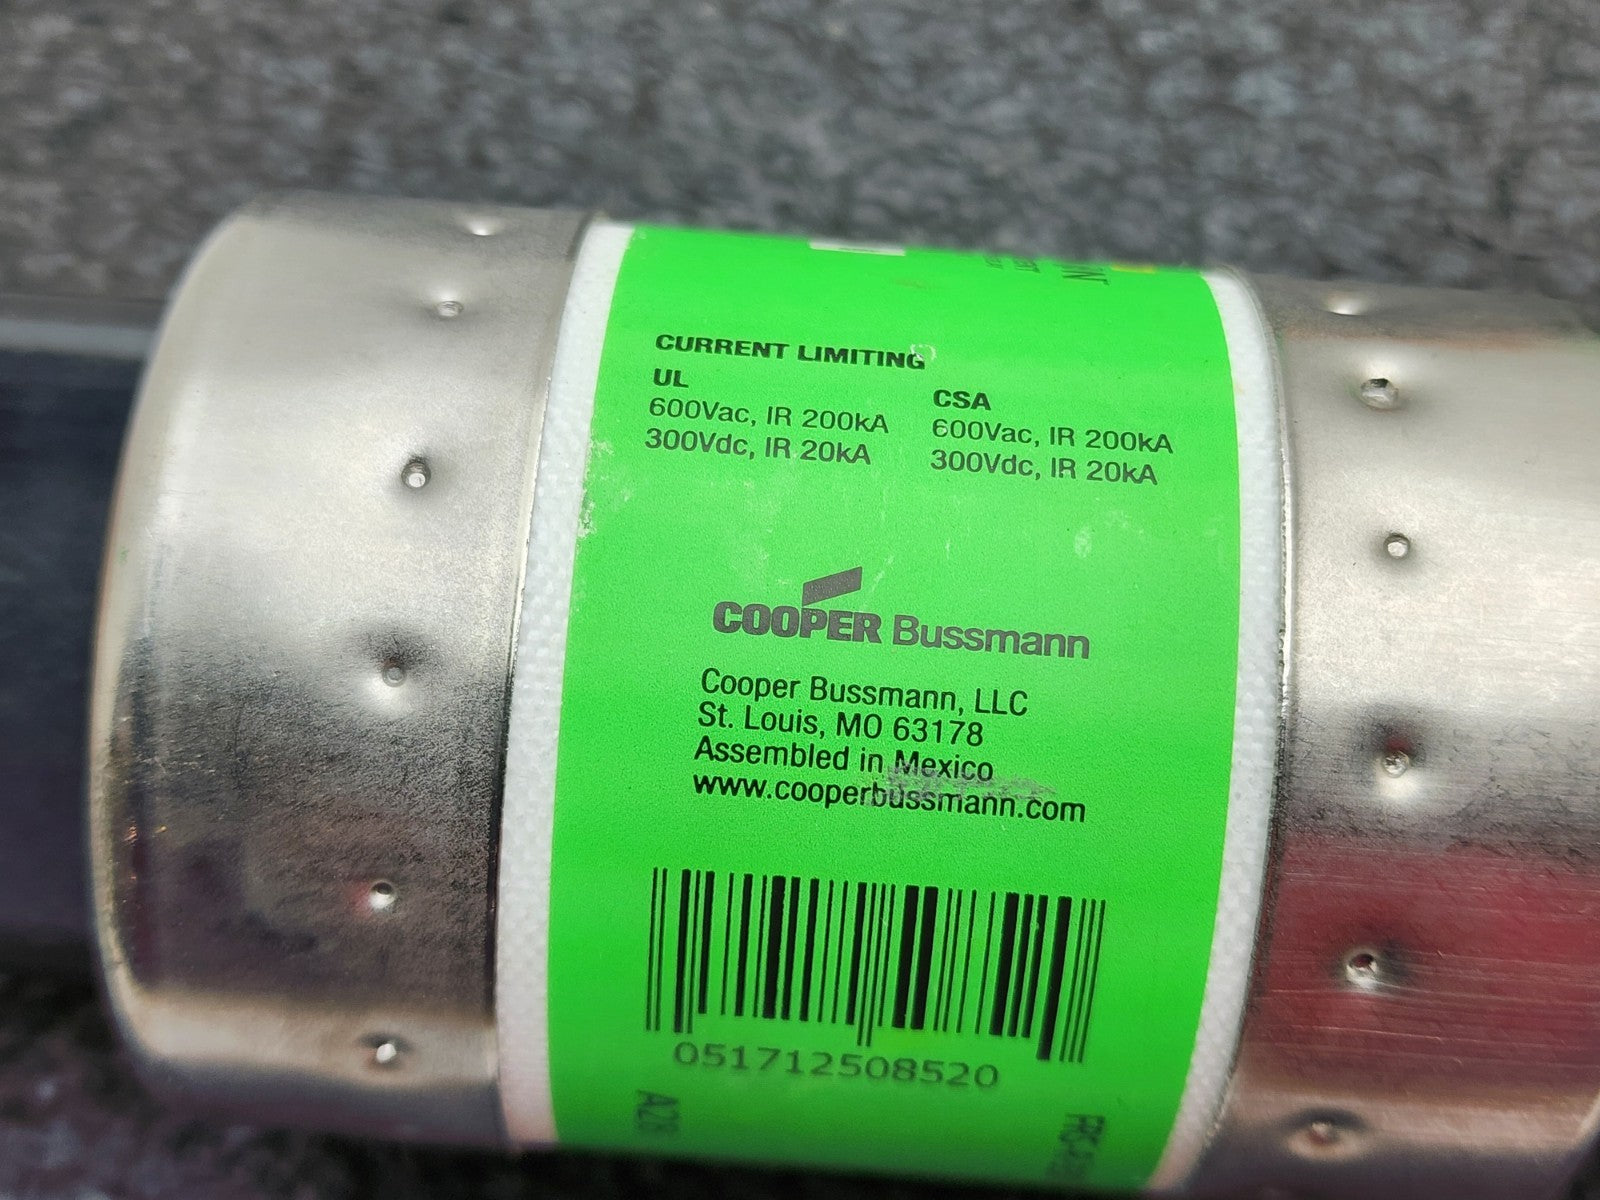 CURRENT LIMITING
UL
600Vac, IR 200kA
300Vdc, IR 20kA
CSA
600Vac, IR 200kA
300Vdc, IR 20kA
COOPER Bussmann
Cooper Bussmann, LLC
St. Louis, MO 63178
Assembled in Mexico
www.cooperbussmann.com
051712508520